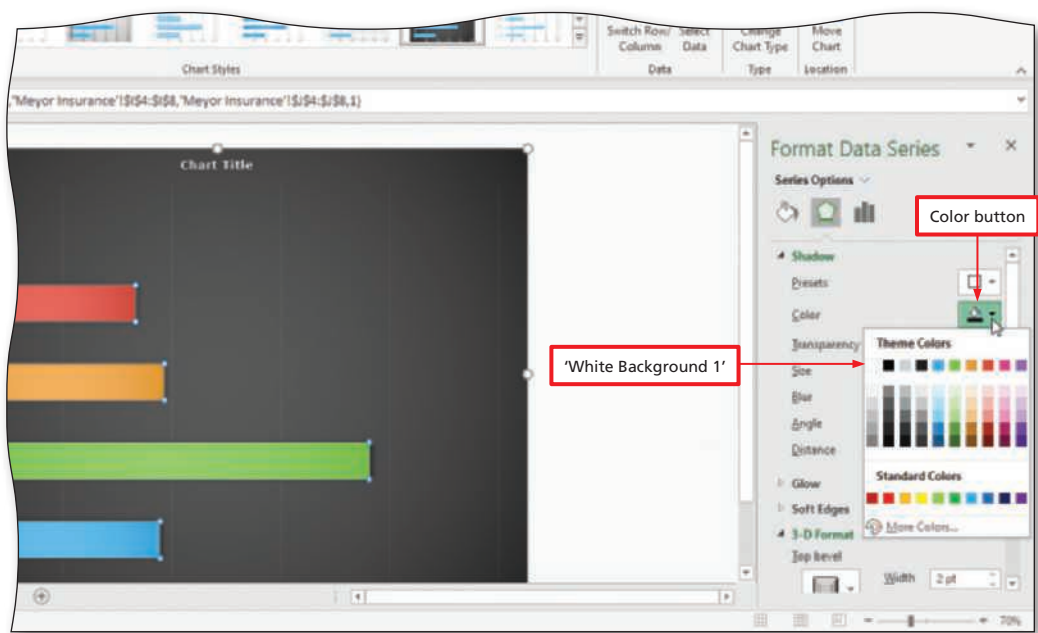 Switch Row/ Select Change Move
Column Data Chart Type Chart
Chart Styles Data Type Location
,'Meyor Insurance'!$I$4:$I$8,'Meyor Insurance'!$J$4:$J$8,1)
Chart Title
Format Data Series
Series Options
Color button
Shadow
Presets
Color
Transparency
Theme Colors
'White Background 1'
Size
Blur
Angle
Distance
Standard Colors
Glow
Soft Edges
More Colors...
3-D Format
Top bevel
Width 2 pt
70%